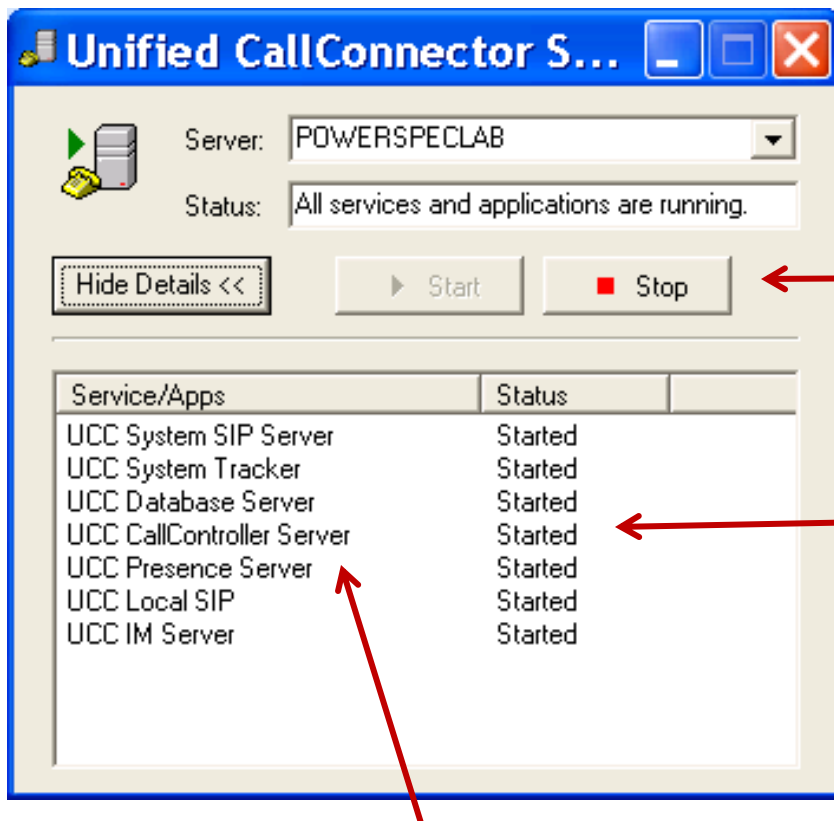 Unified CallConnector S...
Server: POWERSPECLAB
Status: All services and applications are running.
Hide Details << Start Stop
Service/Apps Status
UCC System SIP Server Started
UCC System Tracker Started
UCC Database Server Started
UCC CallController Server Started
UCC Presence Server Started
UCC Local SIP Started
UCC IM Server Started